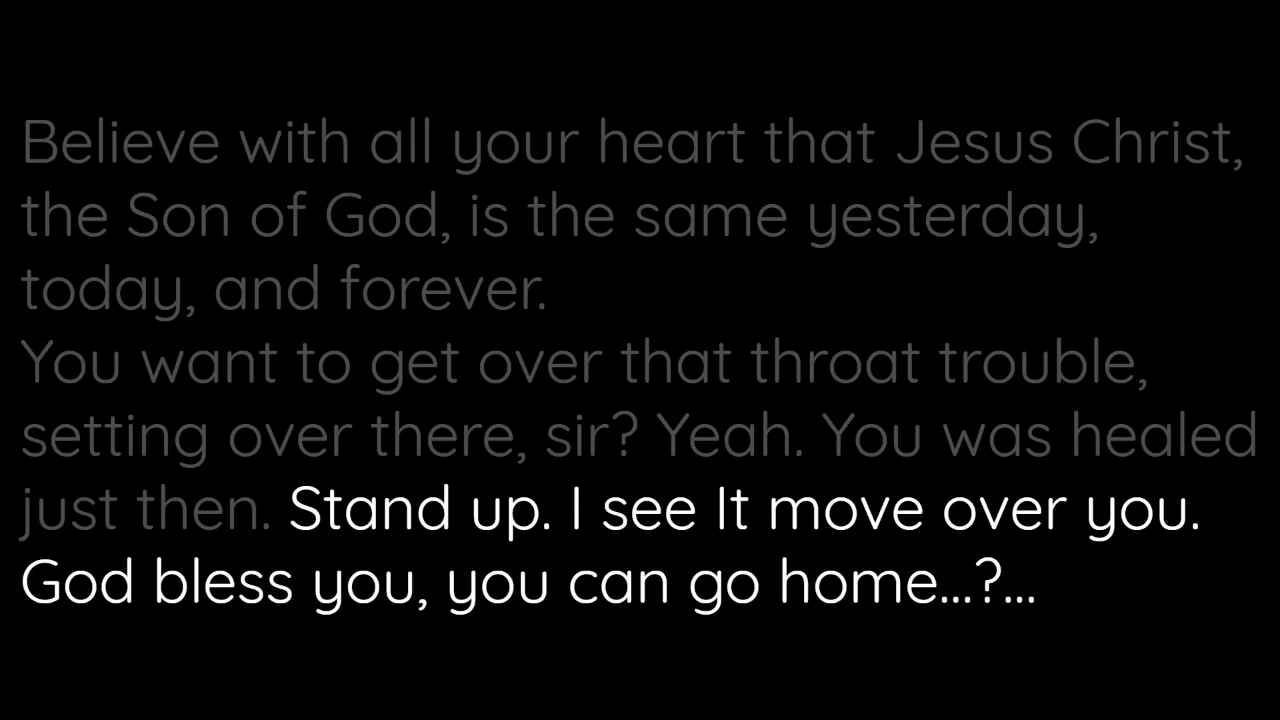 Believe with all your heart that Jesus Christ,
the Son of God, is the same yesterday,
today, and forever.
You want to get over that throat trouble,
setting over there, sir? Yeah. You was healed
just then. Stand up. I see It move over you.
God bless you, you can go home...?...